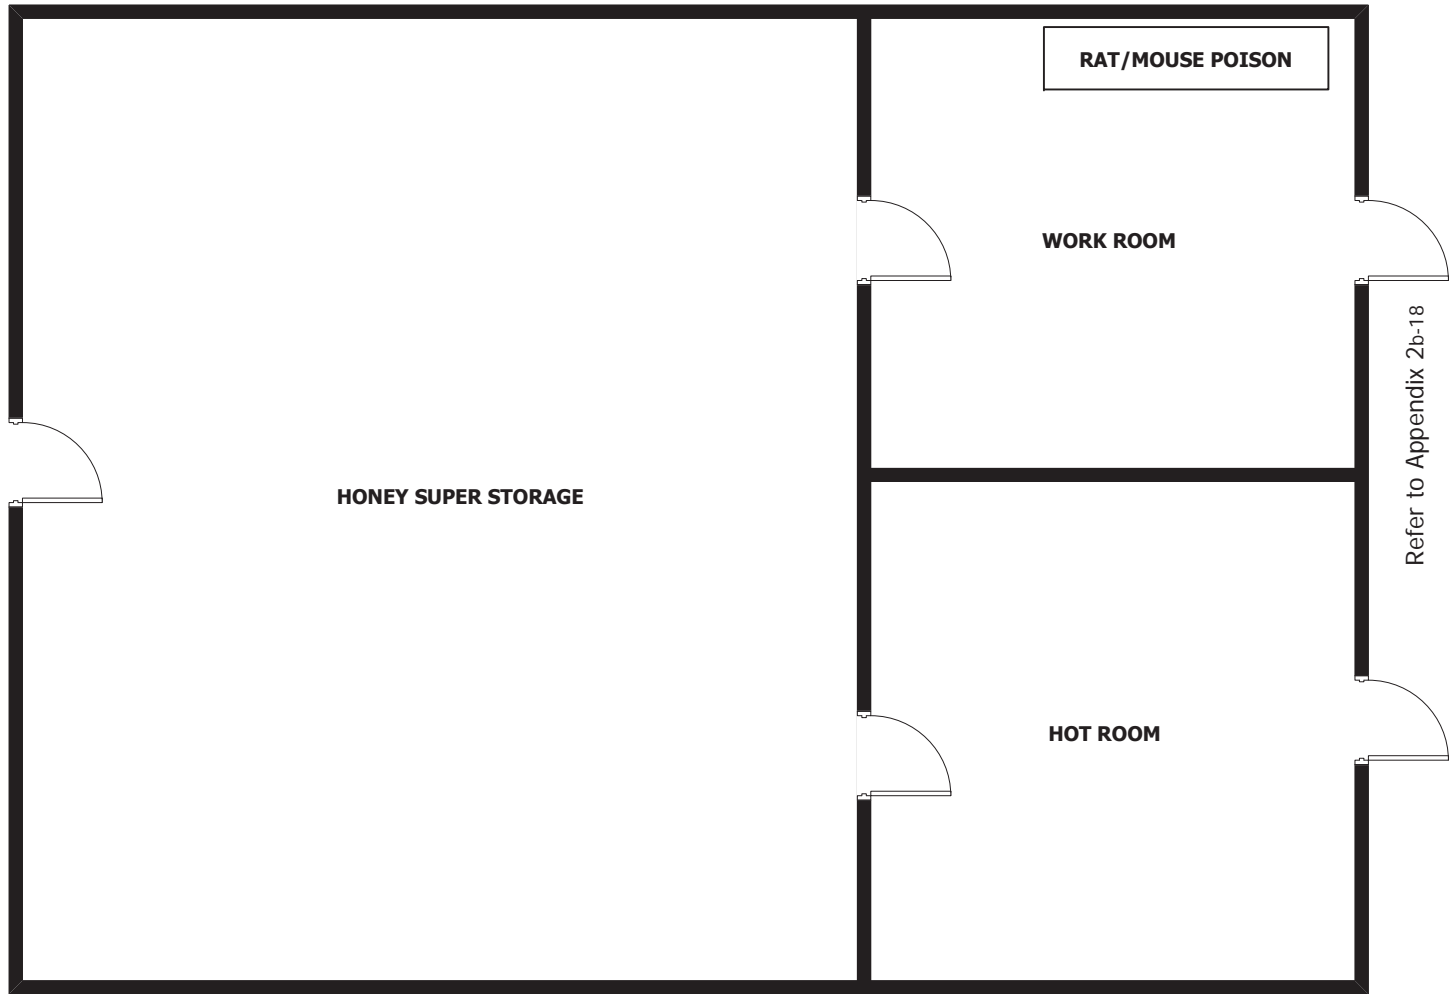 RAT/MOUSE POISON
WORK ROOM
Refer to Appendix 2b-18
HONEY SUPER STORAGE
HOT ROOM